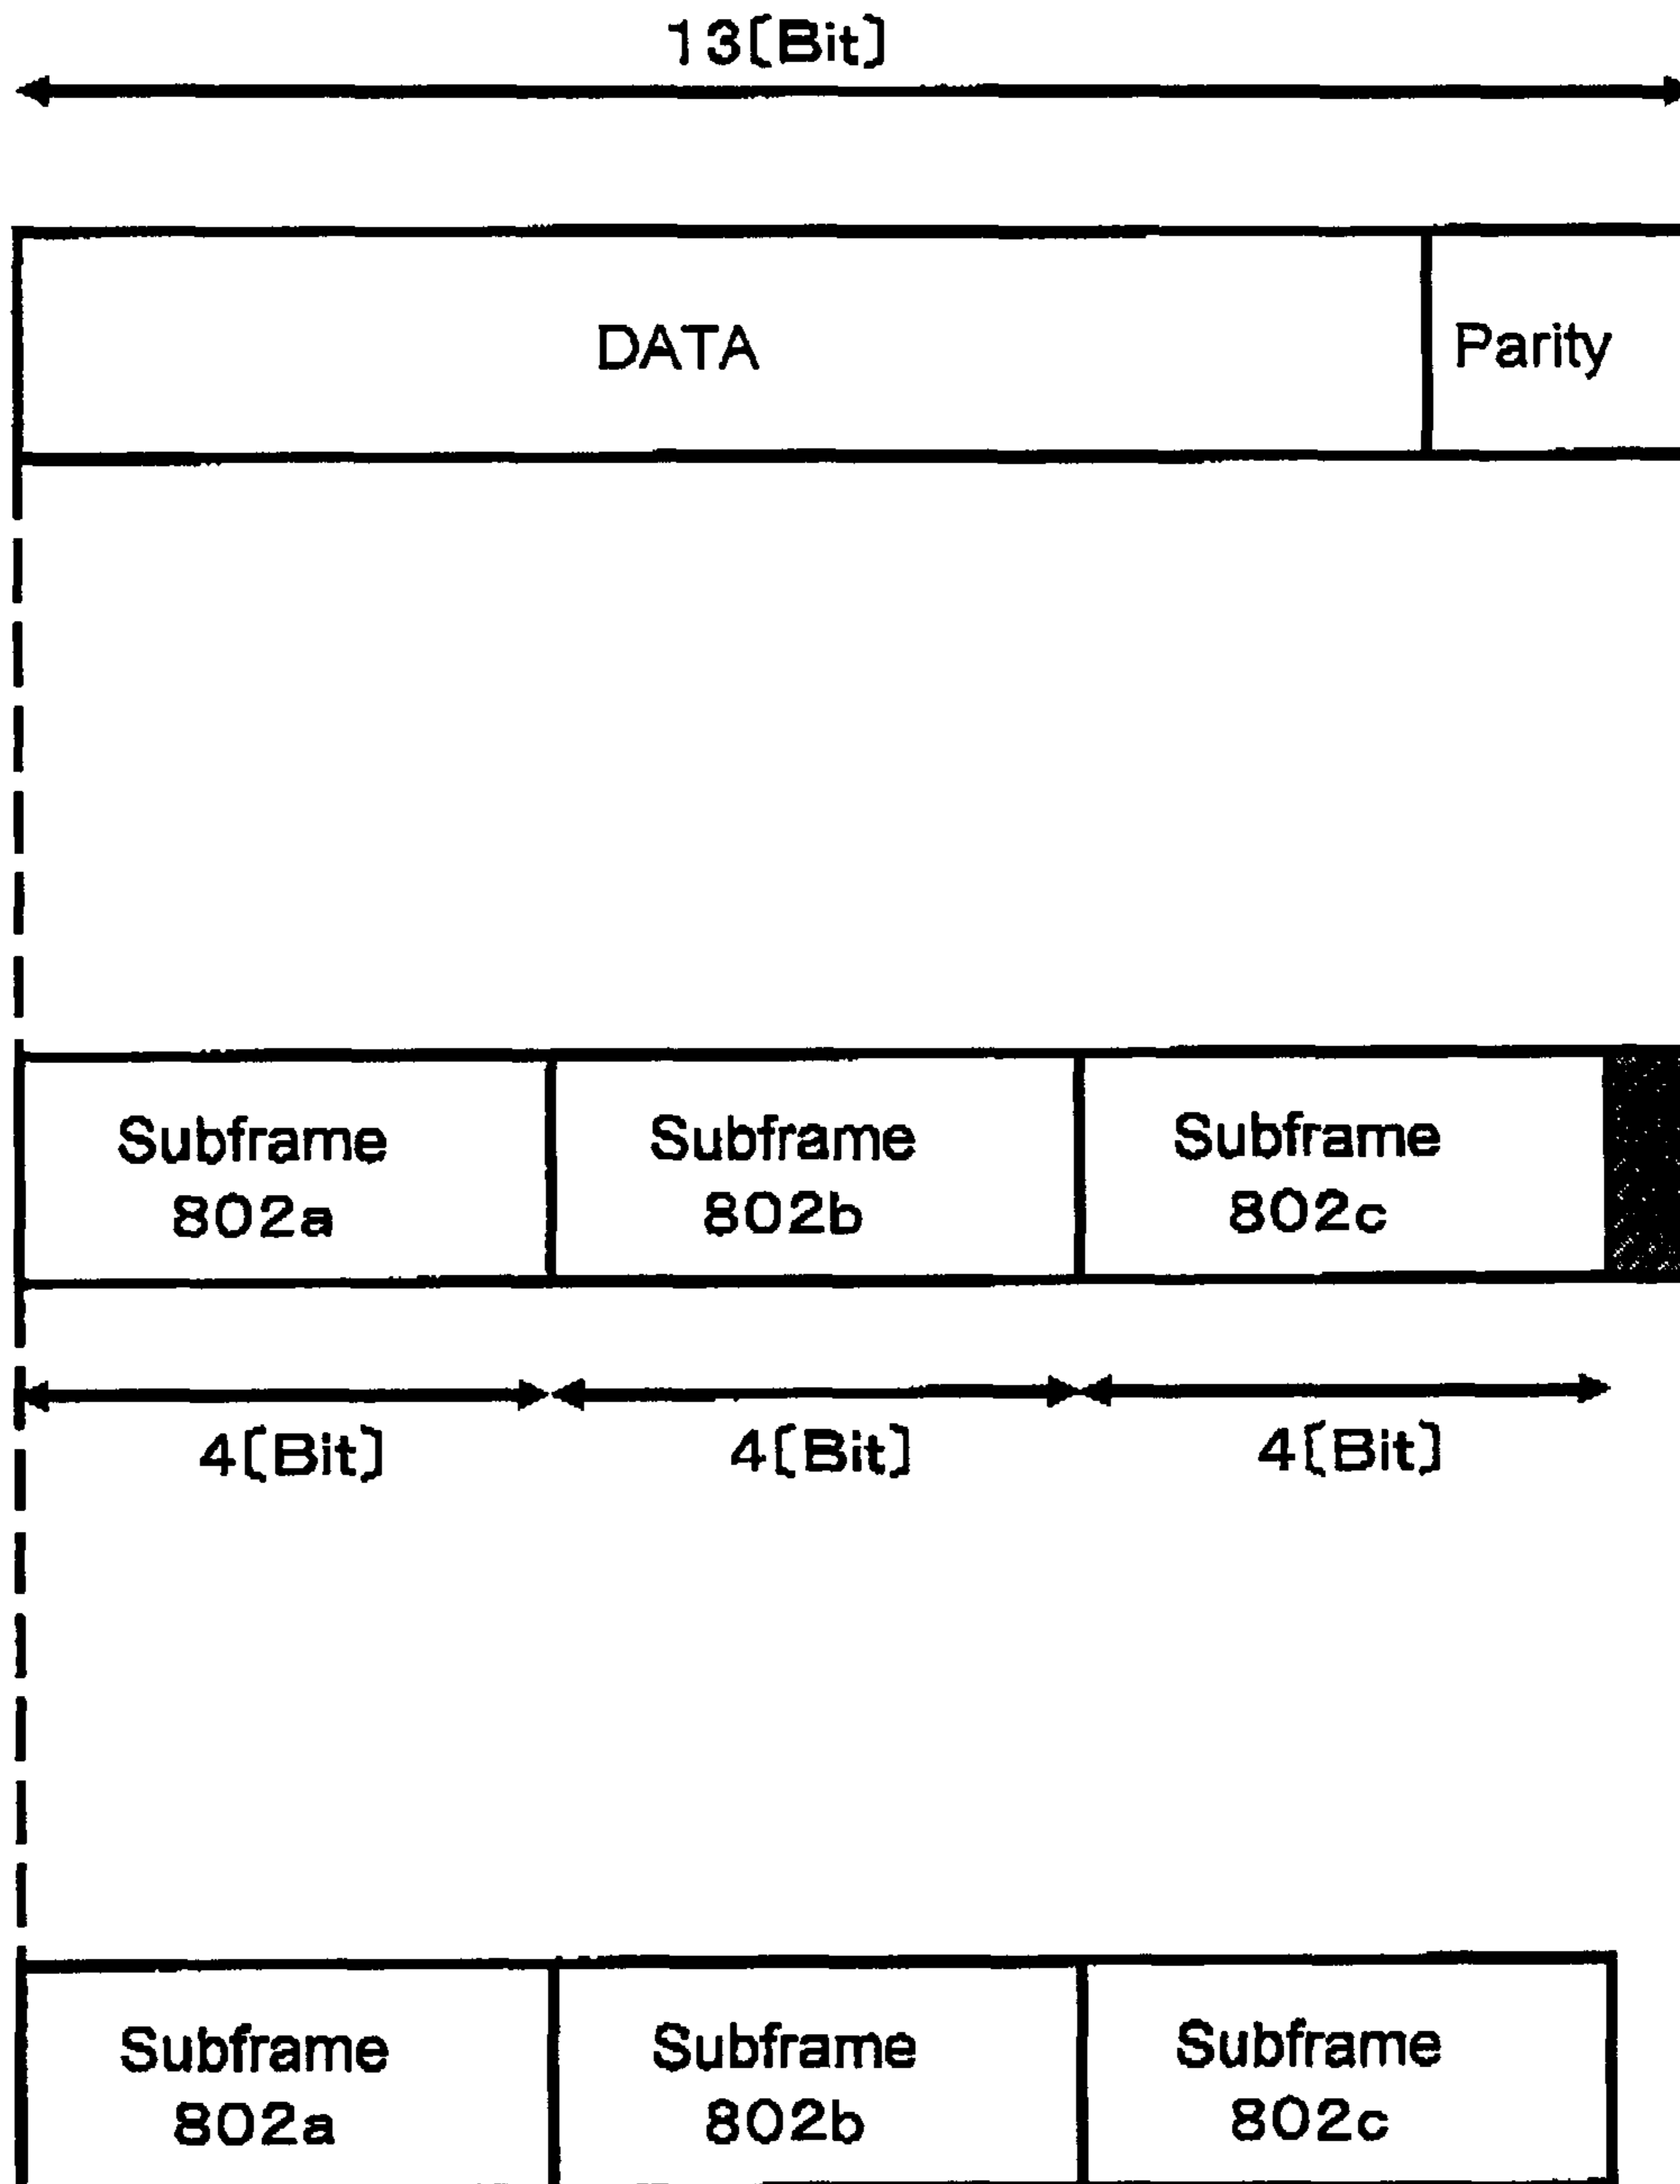 13[Bit]
DATA
Parity
Subframe
802a
Subframe
802b
Subframe
802c
4[Bit]
4[Bit]
4[Bit]
Subframe
802a
Subframe
802b
Subframe
802c